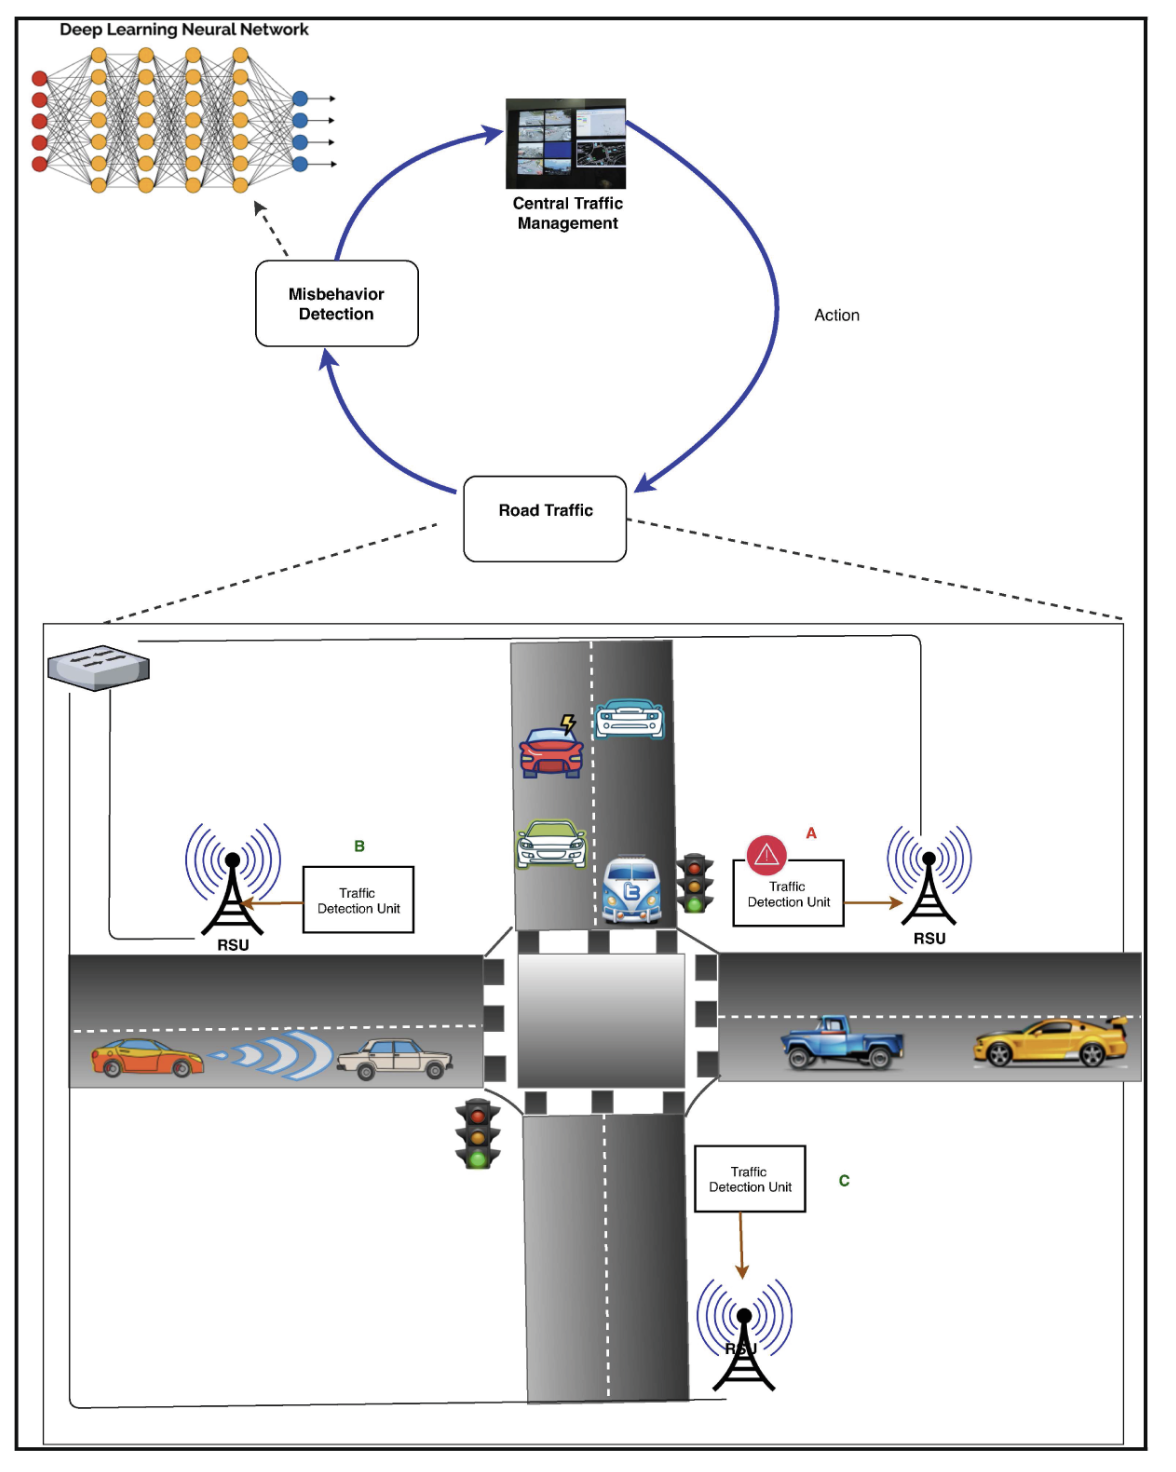 Deep Learning Neural Network
Central Traffic
Management
Misbehavior
Detection
Action
Road Traffic
A
B
Traffic
Detection Unit
Traffic
Detection Unit
RSU
RSU
Traffic
Detection Unit
C
RSU